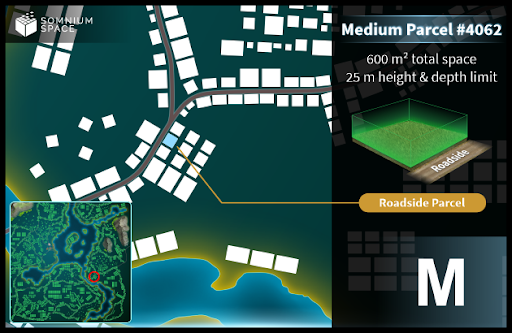 SOMNIUM
SPACE
Medium Parcel #4062
600 m² total space
25 m height & depth limit
Roadside
Roadside Parcel
M